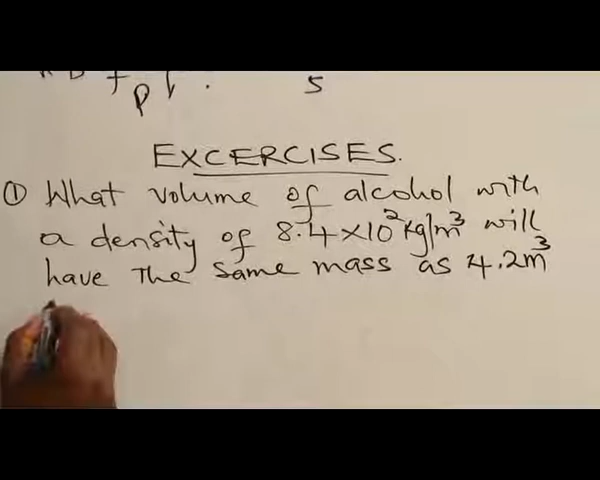 5
EXCERCISES.
① What volume of alcohol with
a density of 8.4×10² kg/m³ will
have The same mass as 4.2m³